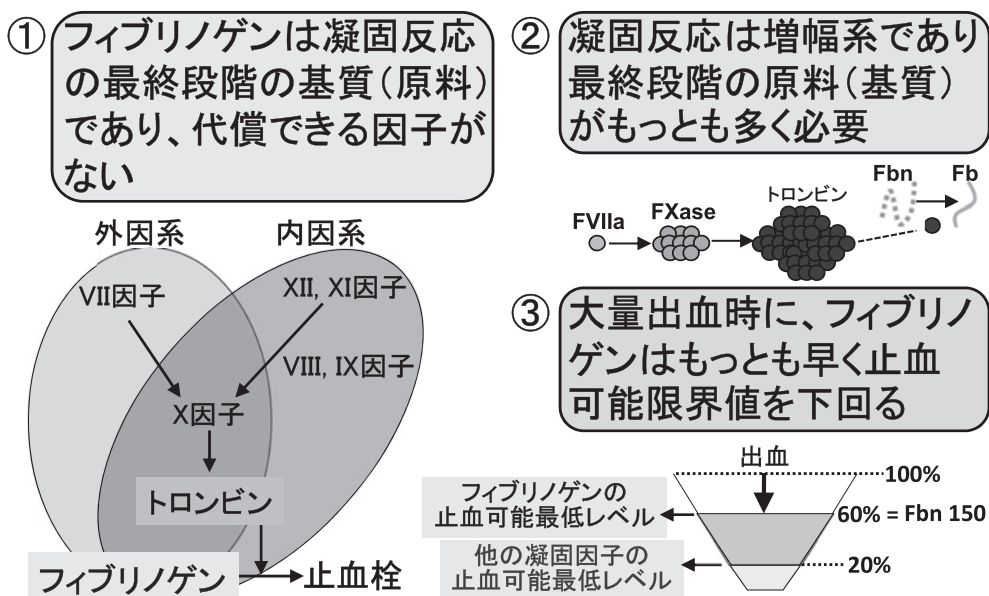 ① フィブリノゲンは凝固反応
の最終段階の基質（原料）
であり、代償できる因子が
ない
外因系
内因系
VII因子
XII, XI因子
VIII, IX因子
X因子
トロンビン
フィブリノゲン
止血栓
② 凝固反応は増幅系であり
最終段階の原料（基質）
がもっとも多く必要
FVIIa
FXase
トロンビン
Fbn
Fb
③ 大量出血時に、フィブリノ
ゲンはもっとも早く止血
可能限界値を下回る
出血
100%
フィブリノゲンの
止血可能最低レベル
60% = Fbn 150
他の凝固因子の
止血可能最低レベル
20%